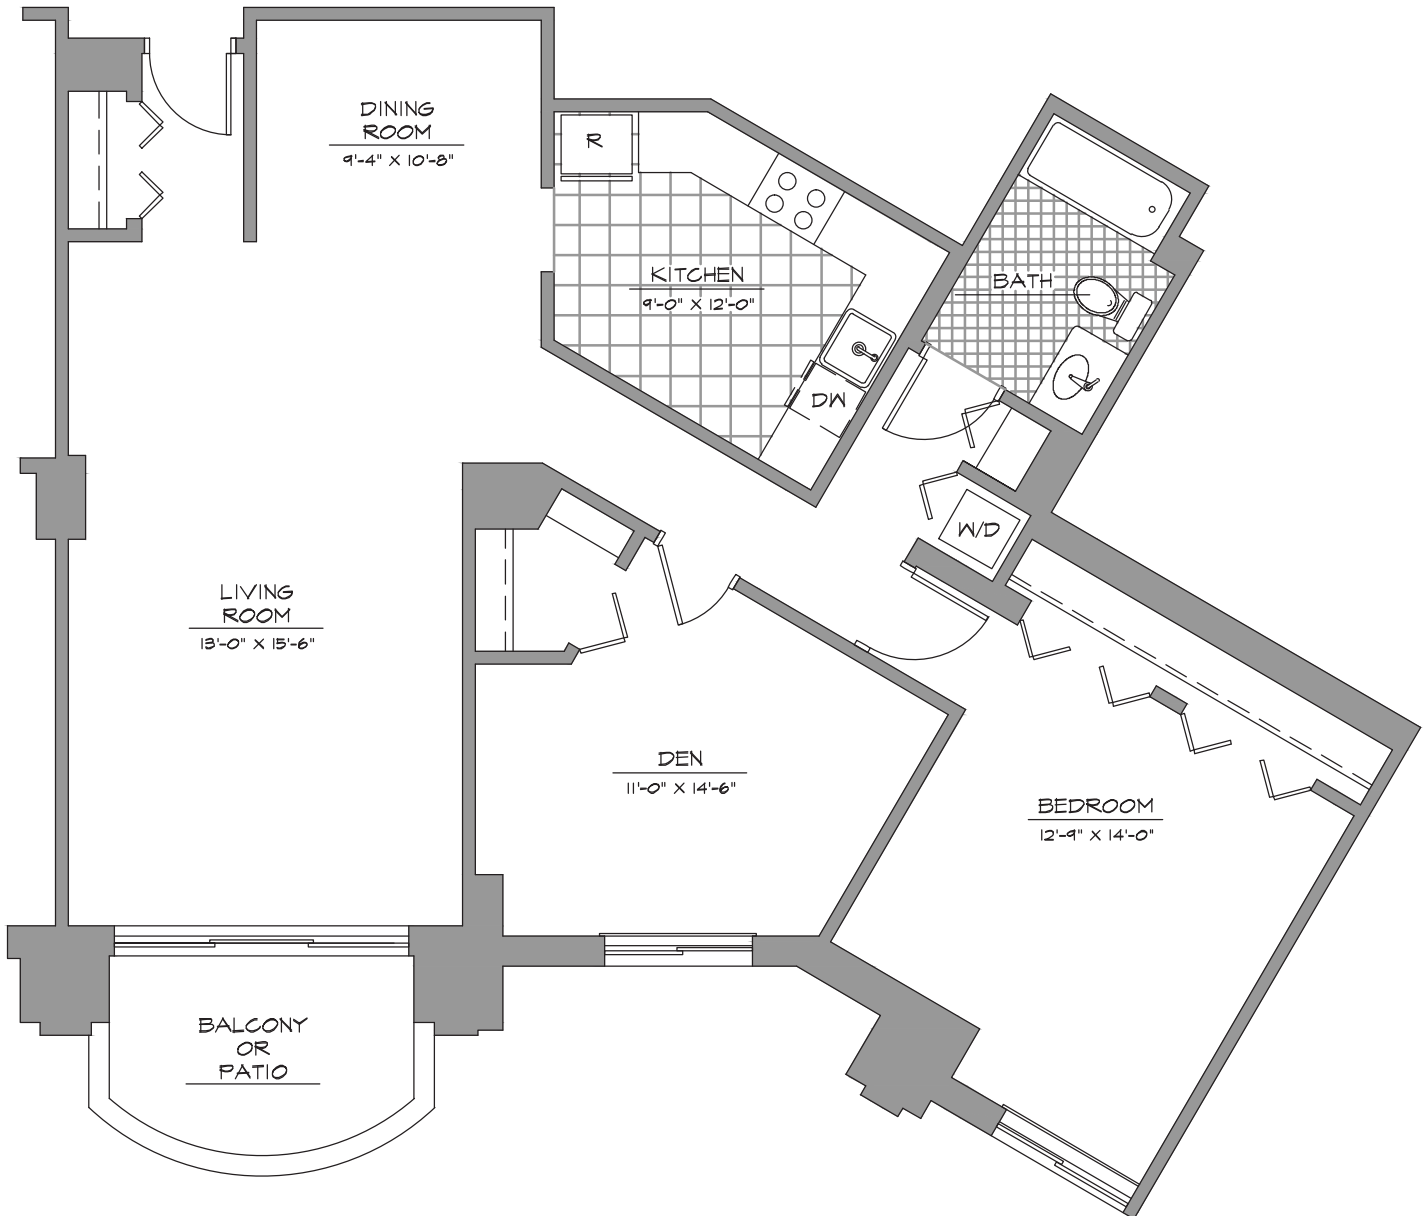 DINING
ROOM
9'-4" X 10'-8"
R
KITCHEN
9'-0" X 12'-0"
BATH
DW
W/D
LIVING
ROOM
13'-0" X 15'-6"
DEN
11'-0" X 14'-6"
BEDROOM
12'-9" X 14'-0"
BALCONY
OR
PATIO